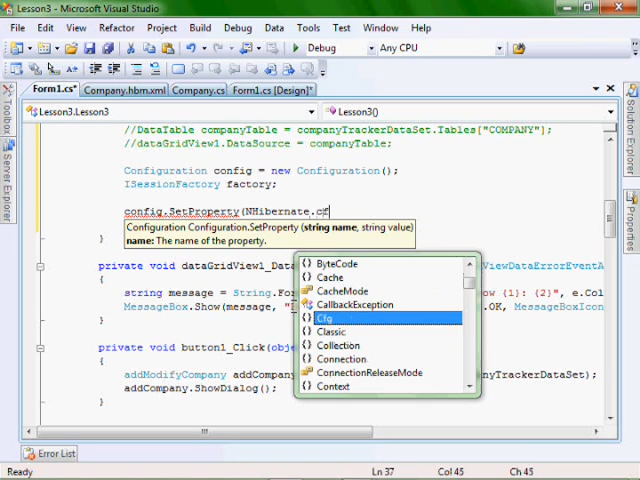 Lesson3 - Microsoft Visual Studio
File Edit View Refactor Project Build Debug Data Tools Test Window Help
Debug Any CPU
Form1.cs* Company.hbm.xml Company.cs Form1.cs [Design]*
Lesson3.Lesson3 Lesson3()
Toolbox
Server Explorer
Solution Explorer
Properties
//DataTable companyTable = companyTrackerDataSet.Tables["COMPANY"];
//dataGridView1.DataSource = companyTable;
Configuration config = new Configuration();
ISessionFactory factory;
config.SetProperty(NHibernate.cf
Configuration Configuration.SetProperty (string name, string value)
name: The name of the property.
}
private void dataGridView1_Data ViewDataErrorEventA
{
string message = String.For ow {1}: {2}", e.Col
MessageBox.Show(message, "E .OK, MessageBoxIcon
}
private void button1_Click(obje
{
addModifyCompany addCompany anyTrackerDataSet);
addCompany.ShowDialog();
}
ByteCode
Cache
CacheMode
CallbackException
Cfg
Classic
Collection
Connection
ConnectionReleaseMode
Context
Error List
Ready Ln 37 Col 45 Ch 45